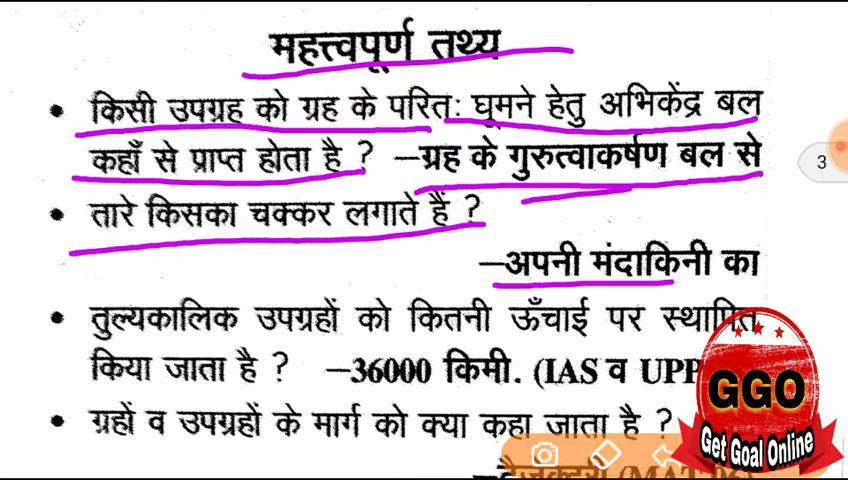 महत्त्वपूर्ण तथ्य
• किसी उपग्रह को ग्रह के परितः घूमने हेतु अभिकेंद्र बल
कहाँ से प्राप्त होता है ? –ग्रह के गुरुत्वाकर्षण बल से
3
• तारे किसका चक्कर लगाते हैं ?
–अपनी मंदाकिनी का
• तुल्यकालिक उपग्रहों को कितनी ऊँचाई पर स्थापित
किया जाता है ? –36000 किमी. (IAS व UPP
• ग्रहों व उपग्रहों के मार्ग को क्या कहा जाता है ?
GGO
Get Goal Online